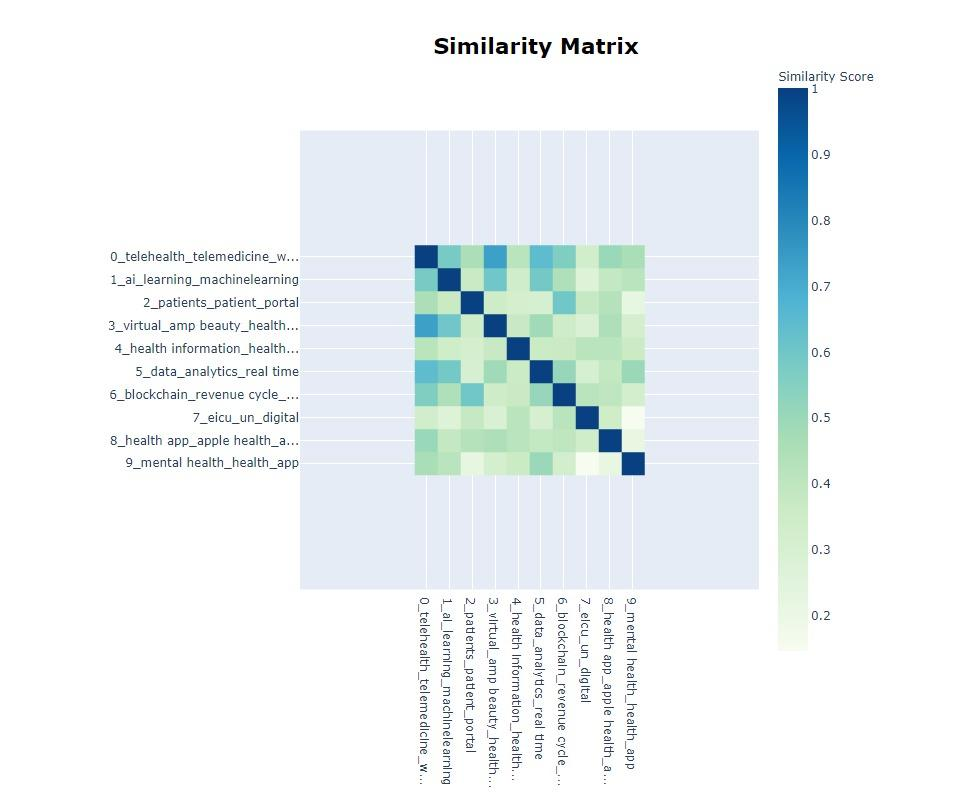 Similarity Matrix
Similarity Score
1
0.9
0.8
0.7
0.6
0.5
0.4
0.3
0.2
0_telehealth_telemedicine_w...
1_ai_learning_machinelearning
2_patients_patient_portal
3_virtual_amp beauty_health...
4_health information_health...
5_data_analytics_real time
6_blockchain_revenue cycle_...
7_eicu_un_digital
8_health app_apple health_a...
9_mental health_health_app
0_telehealth_telemedicine_w...
1_ai_learning_machinelearning
2_patients_patient_portal
3_virtual_amp beauty_health...
4_health information_health...
5_data_analytics_real time
6_blockchain_revenue cycle_...
7_eicu_un_digital
8_health app_apple health_a...
9_mental health_health_app